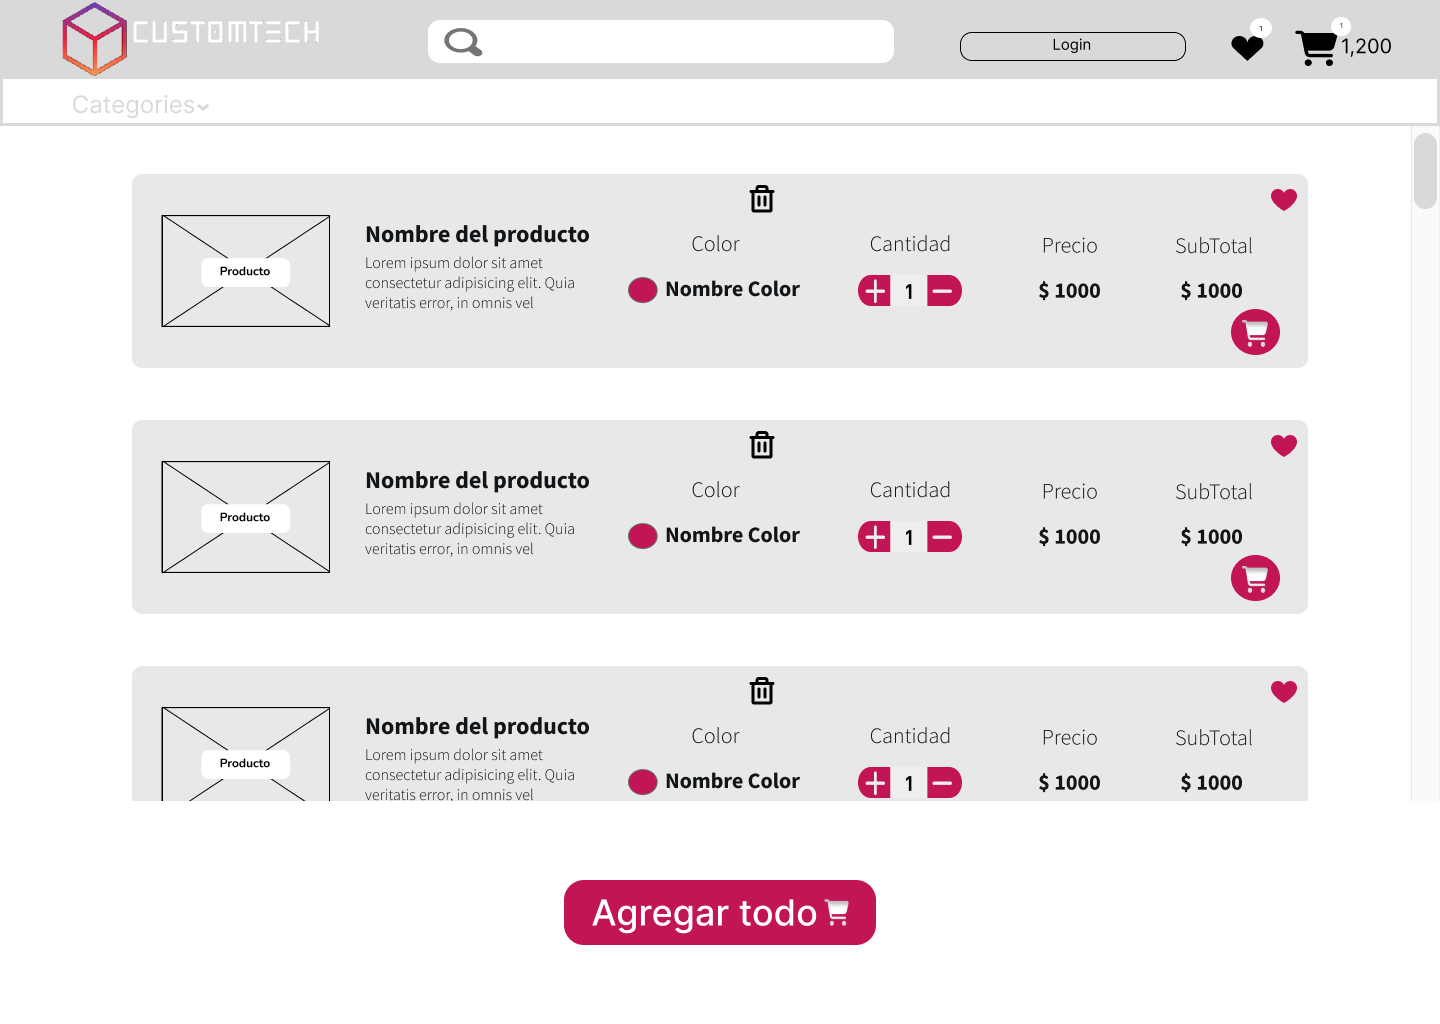 CUSTOMTECH
Login
1
1
1,200
Categories
Nombre del producto
Lorem ipsum dolor sit amet
consectetur adipisicing elit. Quia
veritatis error, in omnis vel
Producto
Color
Nombre Color
Cantidad
1
Precio
$ 1000
SubTotal
$ 1000
Nombre del producto
Lorem ipsum dolor sit amet
consectetur adipisicing elit. Quia
veritatis error, in omnis vel
Producto
Color
Nombre Color
Cantidad
1
Precio
$ 1000
SubTotal
$ 1000
Nombre del producto
Lorem ipsum dolor sit amet
consectetur adipisicing elit. Quia
veritatis error, in omnis vel
Producto
Color
Nombre Color
Cantidad
1
Precio
$ 1000
SubTotal
$ 1000
Agregar todo